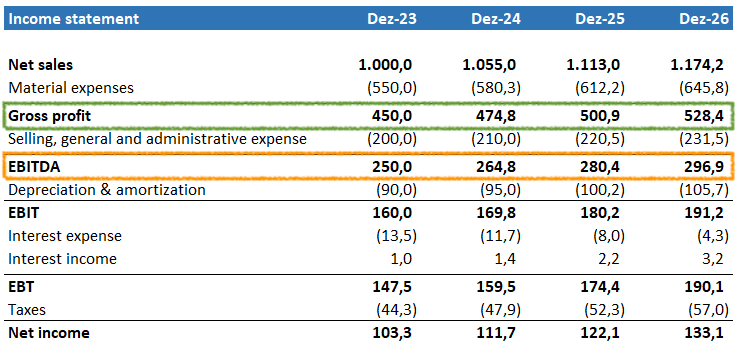 Income statement Dez-23 Dez-24 Dez-25 Dez-26
Net sales 1.000,0 1.055,0 1.113,0 1.174,2
Material expenses (550,0) (580,3) (612,2) (645,8)
Gross profit 450,0 474,8 500,9 528,4
Selling, general and administrative expense (200,0) (210,0) (220,5) (231,5)
EBITDA 250,0 264,8 280,4 296,9
Depreciation & amortization (90,0) (95,0) (100,2) (105,7)
EBIT 160,0 169,8 180,2 191,2
Interest expense (13,5) (11,7) (8,0) (4,3)
Interest income 1,0 1,4 2,2 3,2
EBT 147,5 159,5 174,4 190,1
Taxes (44,3) (47,9) (52,3) (57,0)
Net income 103,3 111,7 122,1 133,1